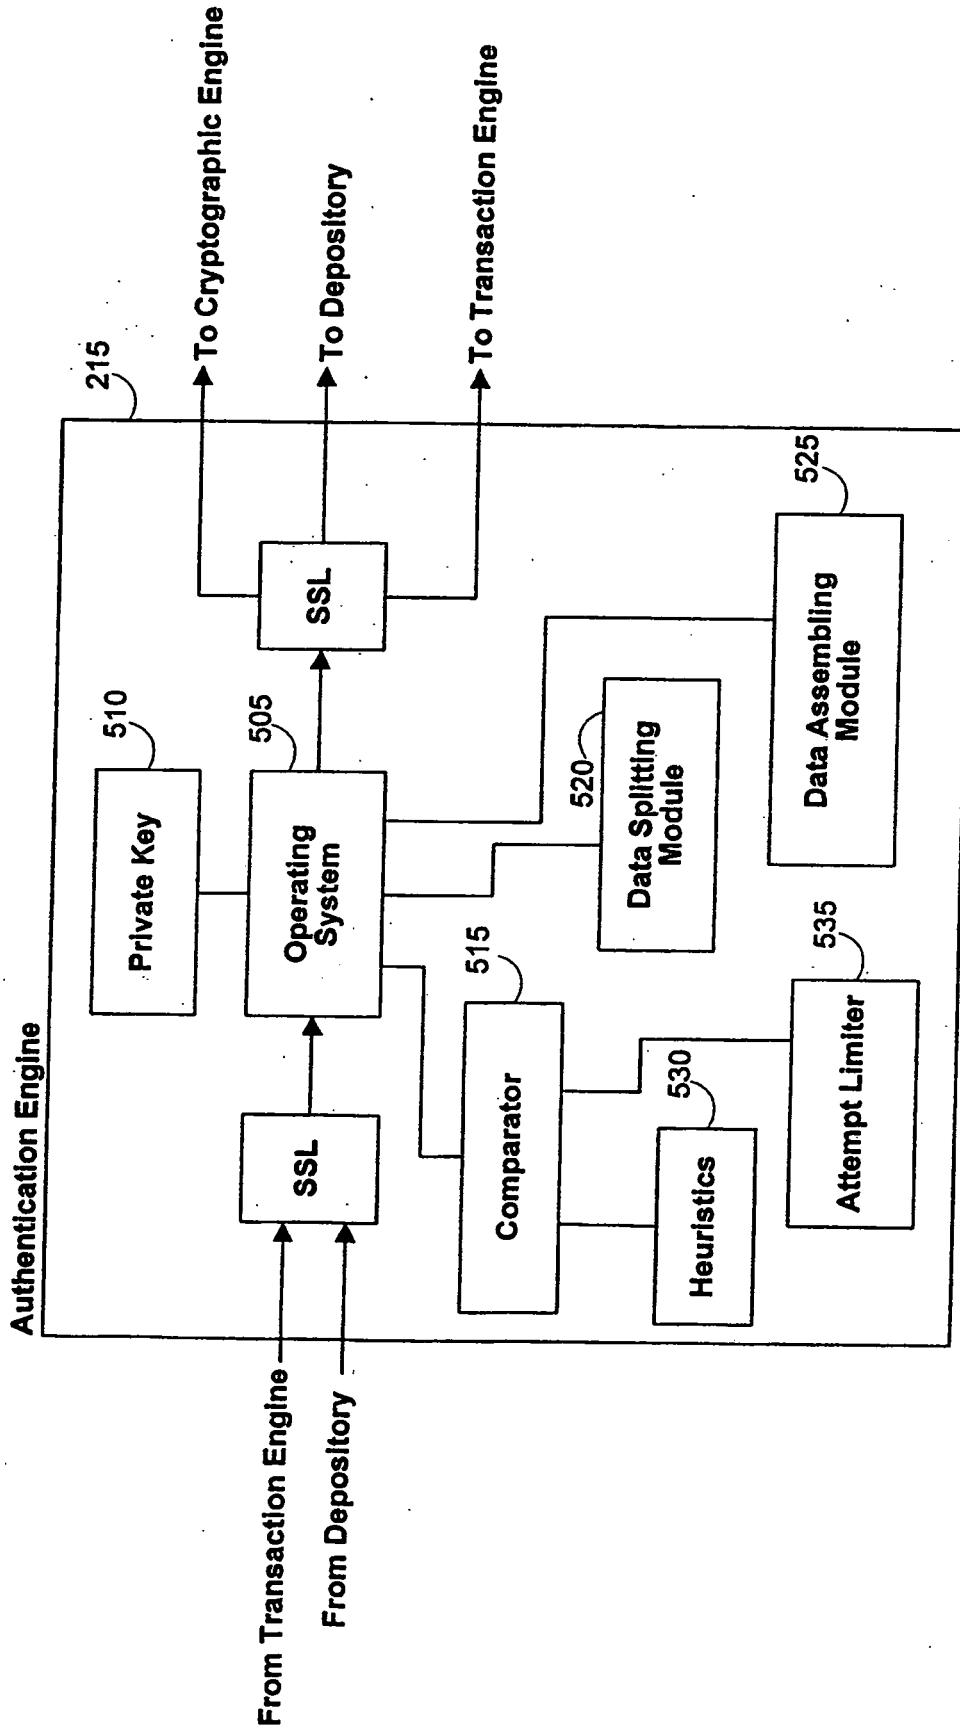 Authentication Engine
215
510
Private Key
505
Operating
System
SSL
SSL
From Transaction Engine
From Depository
To Cryptographic Engine
To Depository
To Transaction Engine
515
Comparator
520
Data Splitting
Module
525
Data Assembling
Module
530
Heuristics
535
Attempt Limiter